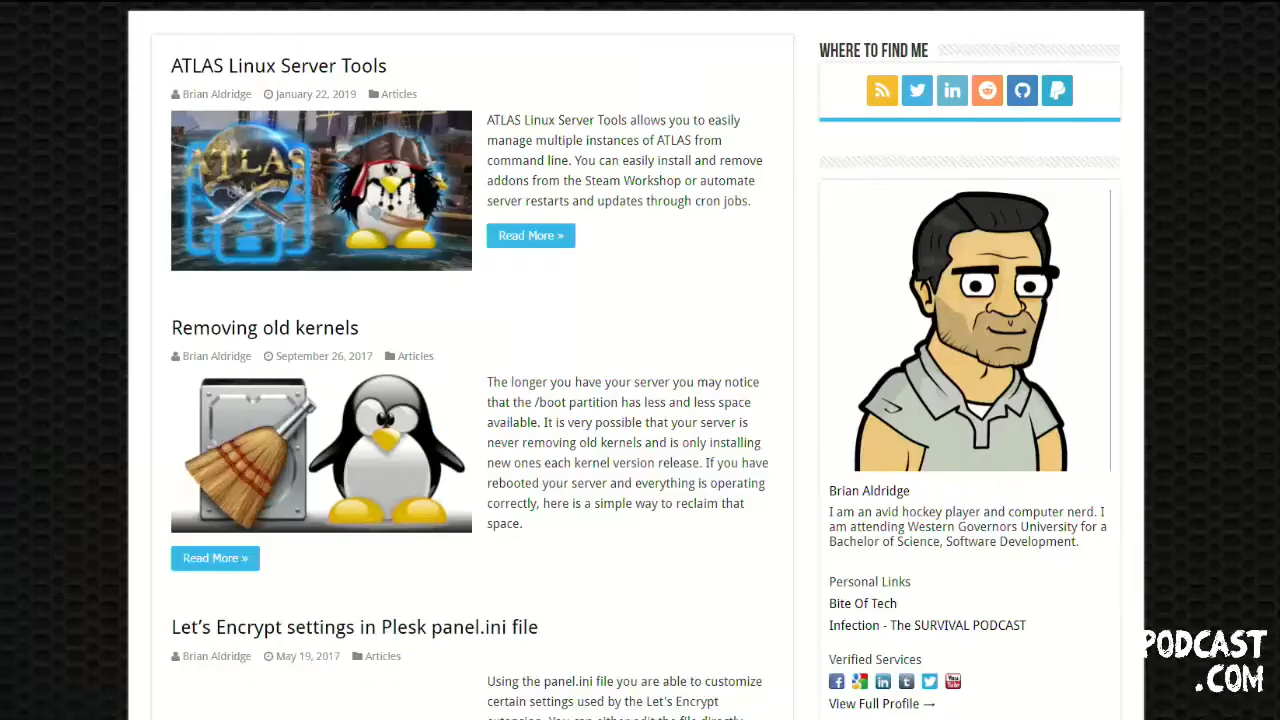 ATLAS Linux Server Tools
Brian Aldridge January 22, 2019 Articles
ATLAS
ATLAS Linux Server Tools allows you to easily
manage multiple instances of ATLAS from
command line. You can easily install and remove
addons from the Steam Workshop or automate
server restarts and updates through cron jobs.
Read More »
Removing old kernels
Brian Aldridge September 26, 2017 Articles
The longer you have your server you may notice
that the /boot partition has less and less space
available. It is very possible that your server is
never removing old kernels and is only installing
new ones each kernel version release. If you have
rebooted your server and everything is operating
correctly, here is a simple way to reclaim that
space.
Read More »
Let's Encrypt settings in Plesk panel.ini file
Brian Aldridge May 19, 2017 Articles
Using the panel.ini file you are able to customize
certain settings used by the Let's Encrypt
extension. You can either edit the file directly
WHERE TO FIND ME
Brian Aldridge
I am an avid hockey player and computer nerd. I
am attending Western Governors University for a
Bachelor of Science, Software Development.
Personal Links
Bite Of Tech
Infection - The SURVIVAL PODCAST
Verified Services
View Full Profile →
PODCAST
.COM